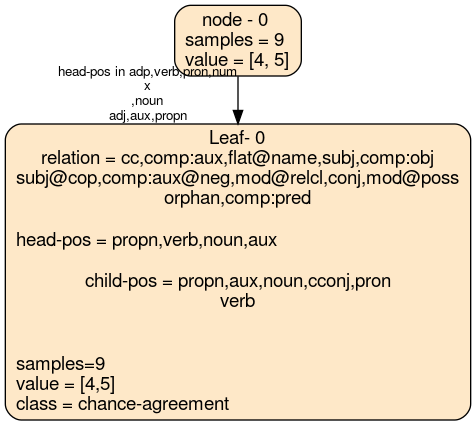 node - 0
samples = 9
value = [4, 5]
head-pos in adp,verb,pron,num
x
,noun
adj,aux,propn
Leaf- 0
relation = cc,comp:aux,flat@name,subj,comp:obj
subj@cop,comp:aux@neg,mod@relcl,conj,mod@poss
orphan,comp:pred
head-pos = propn,verb,noun,aux
child-pos = propn,aux,noun,cconj,pron
verb
samples=9
value = [4,5]
class = chance-agreement